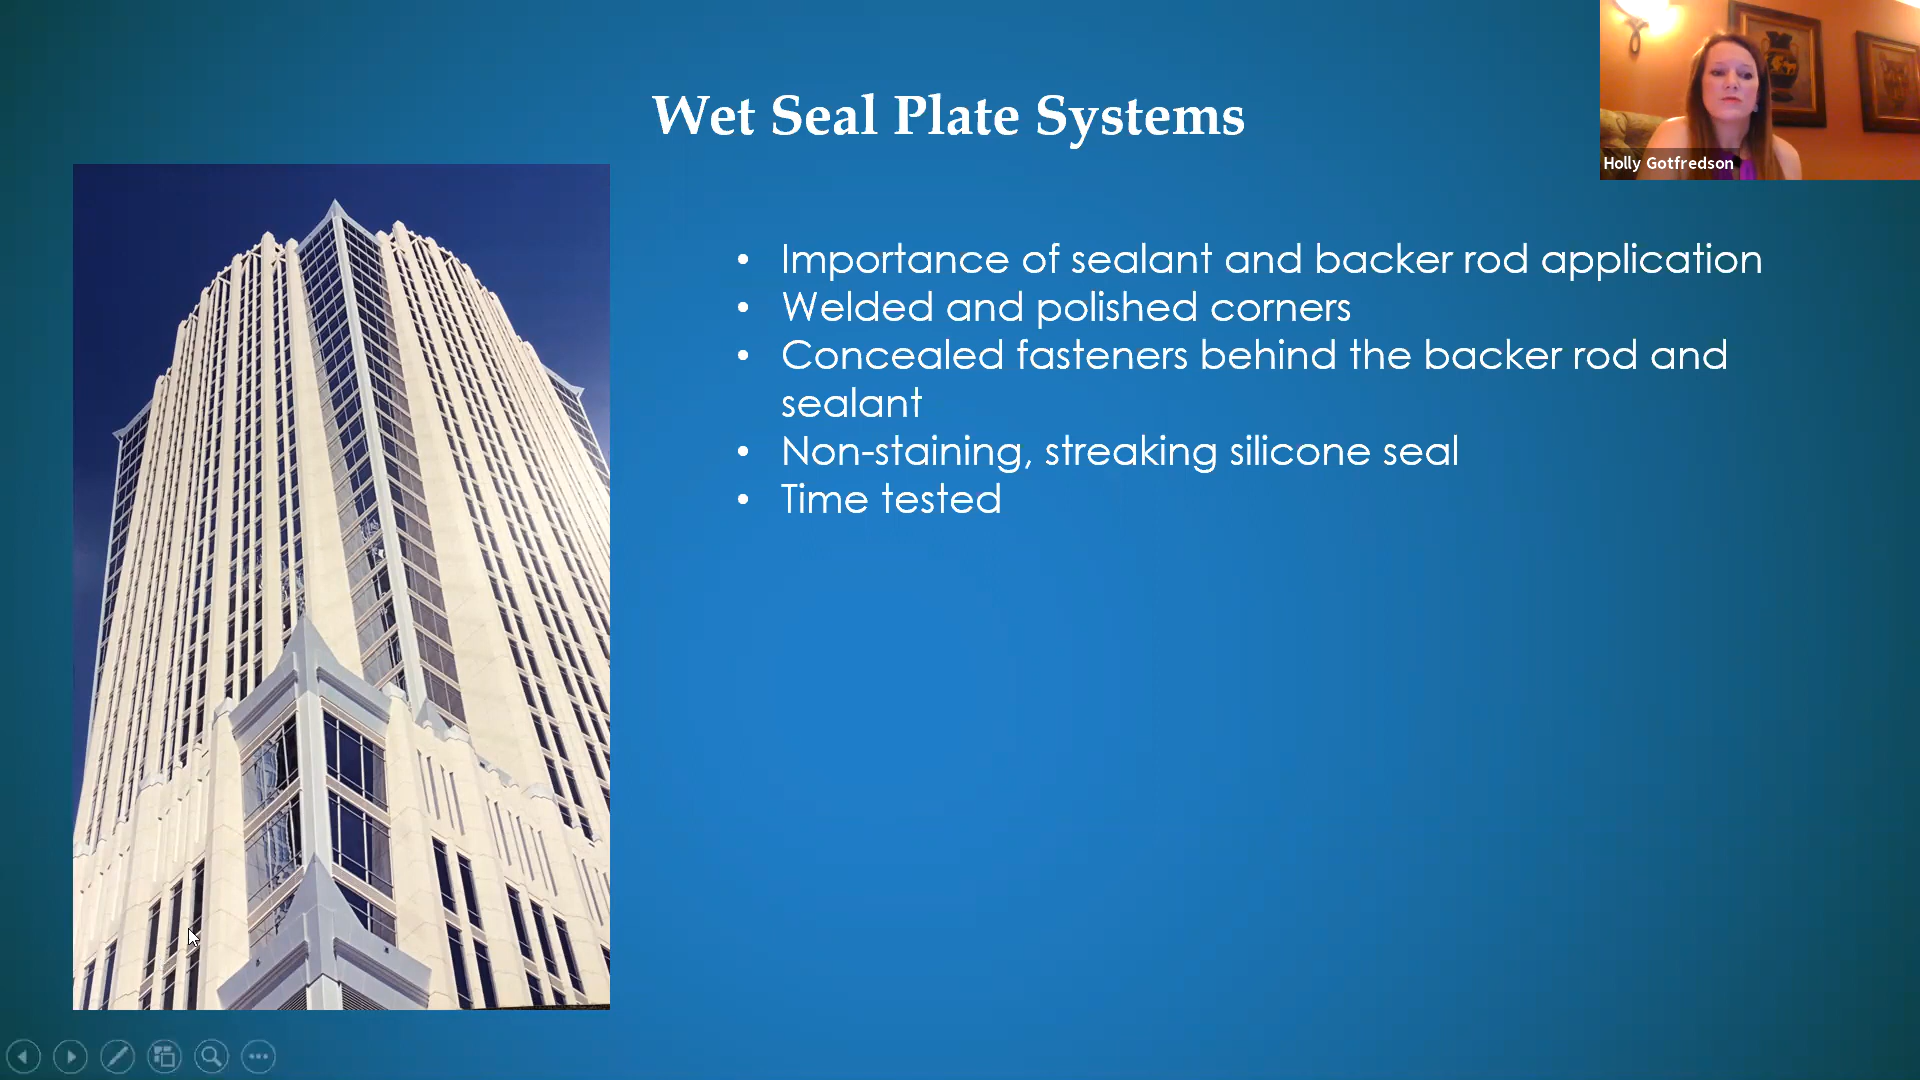 Wet Seal Plate Systems
Holly Gotfredson
• Importance of sealant and backer rod application
• Welded and polished corners
• Concealed fasteners behind the backer rod and
sealant
• Non-staining, streaking silicone seal
• Time tested